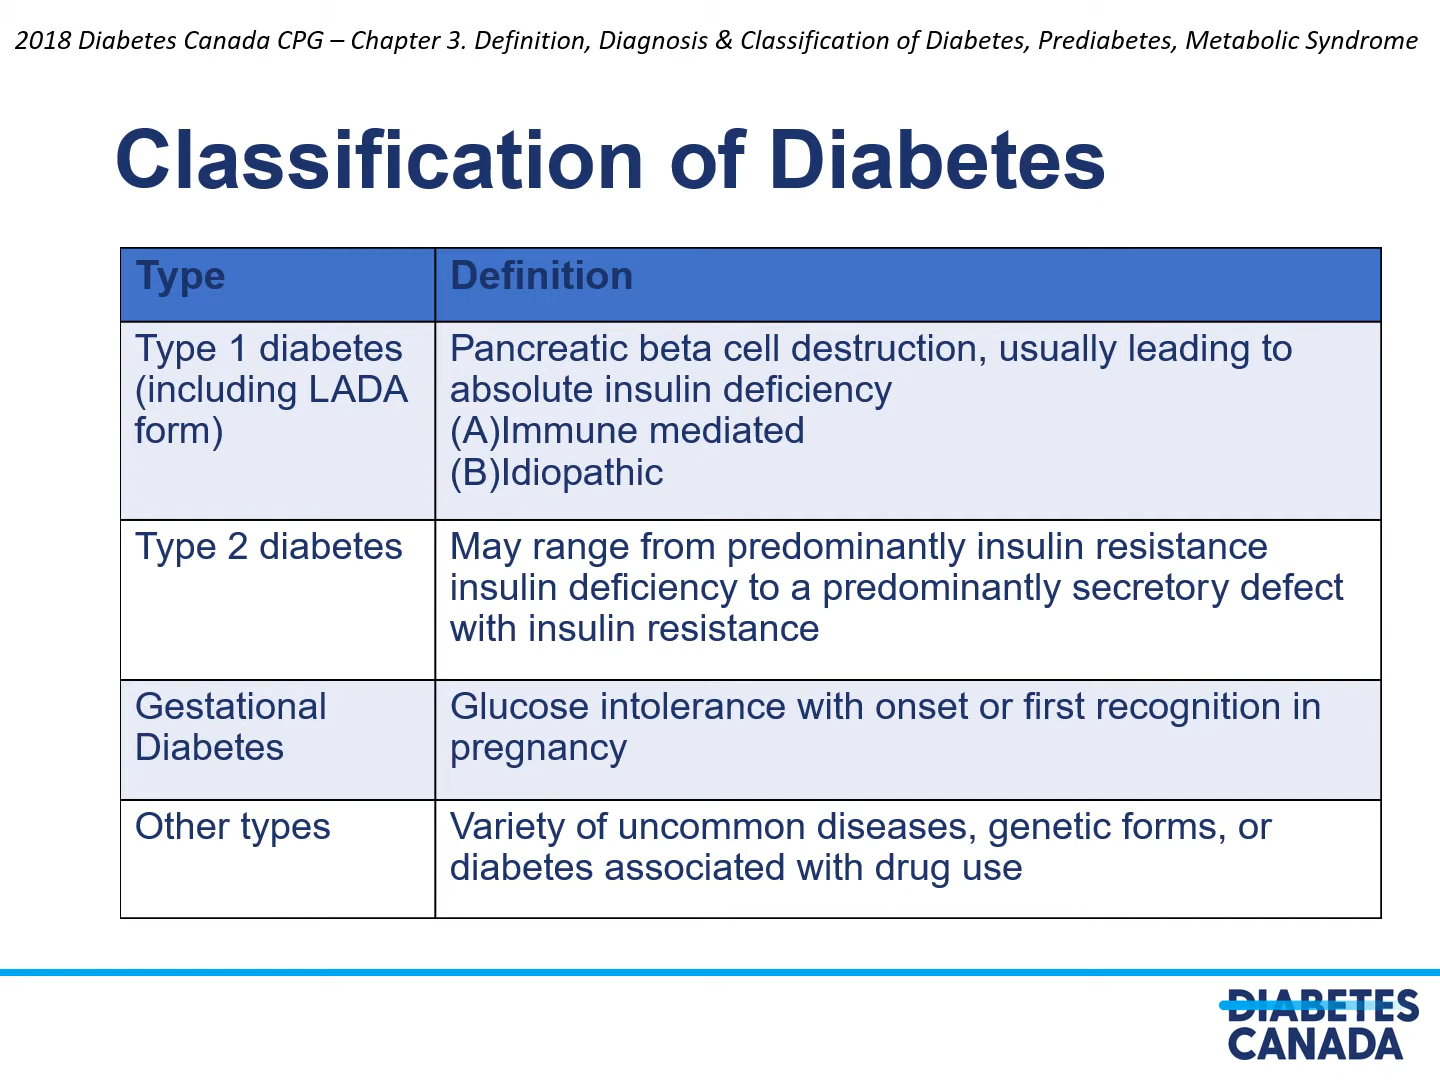 2018 Diabetes Canada CPG – Chapter 3. Definition, Diagnosis & Classification of Diabetes, Prediabetes, Metabolic Syndrome
Classification of Diabetes
Type
Definition
Type 1 diabetes
(including LADA
form)
Pancreatic beta cell destruction, usually leading to
absolute insulin deficiency
(A)Immune mediated
(B)Idiopathic
Type 2 diabetes
May range from predominantly insulin resistance
insulin deficiency to a predominantly secretory defect
with insulin resistance
Gestational
Diabetes
Glucose intolerance with onset or first recognition in
pregnancy
Other types
Variety of uncommon diseases, genetic forms, or
diabetes associated with drug use
DIABETES
CANADA